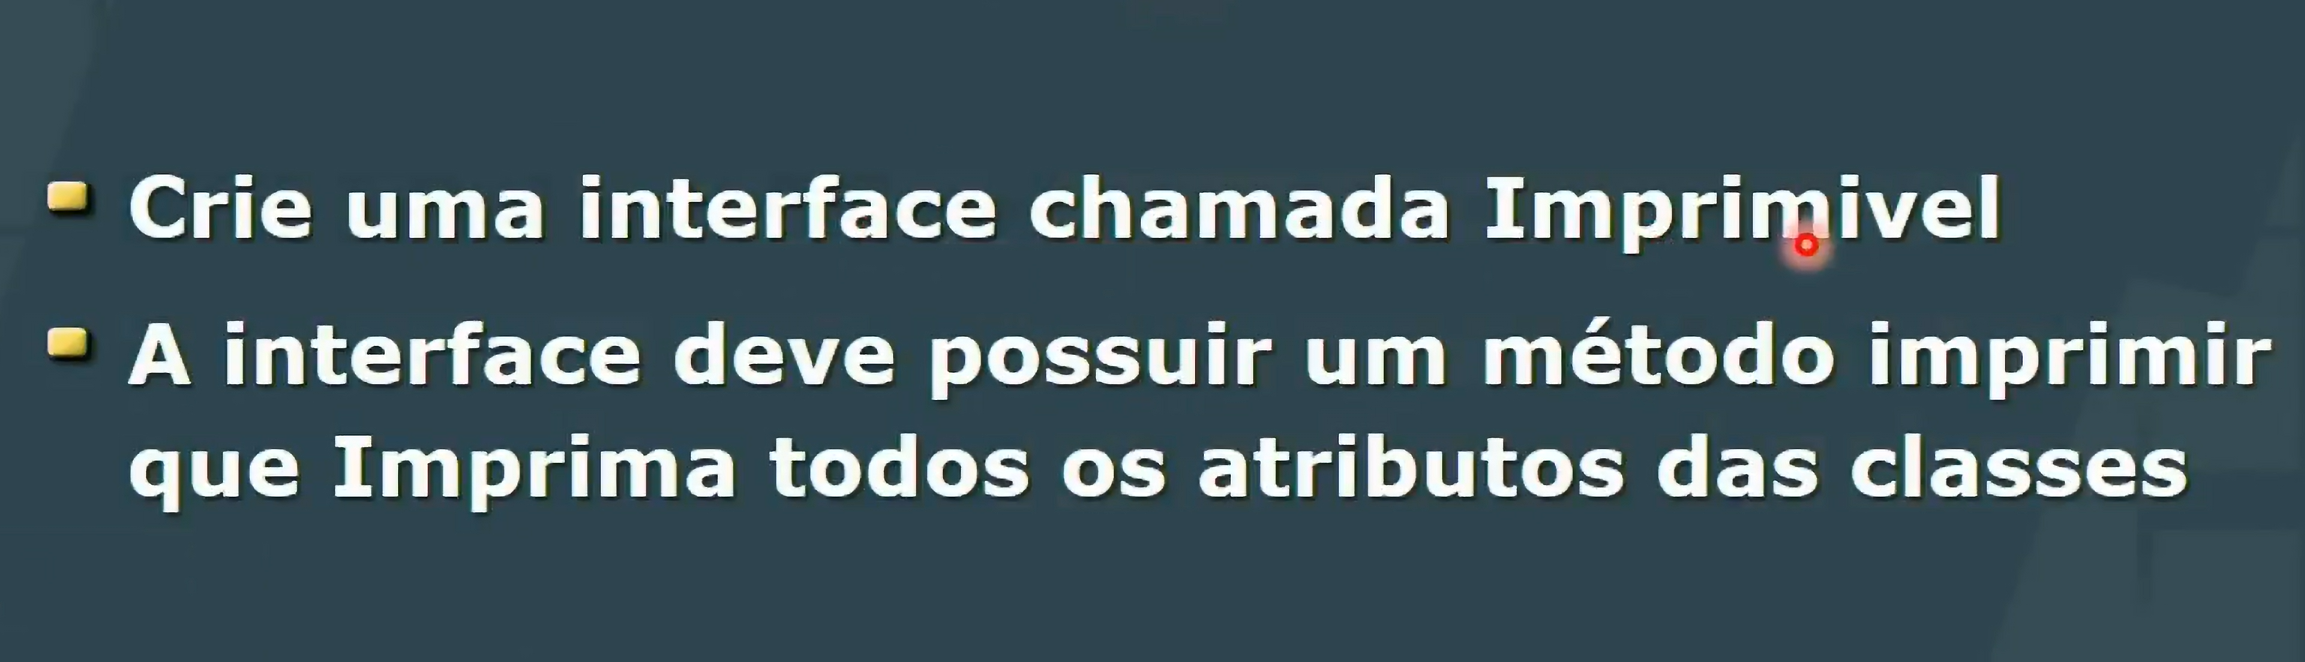 Crie uma interface chamada Imprimivel
A interface deve possuir um método imprimir
que Imprima todos os atributos das classes